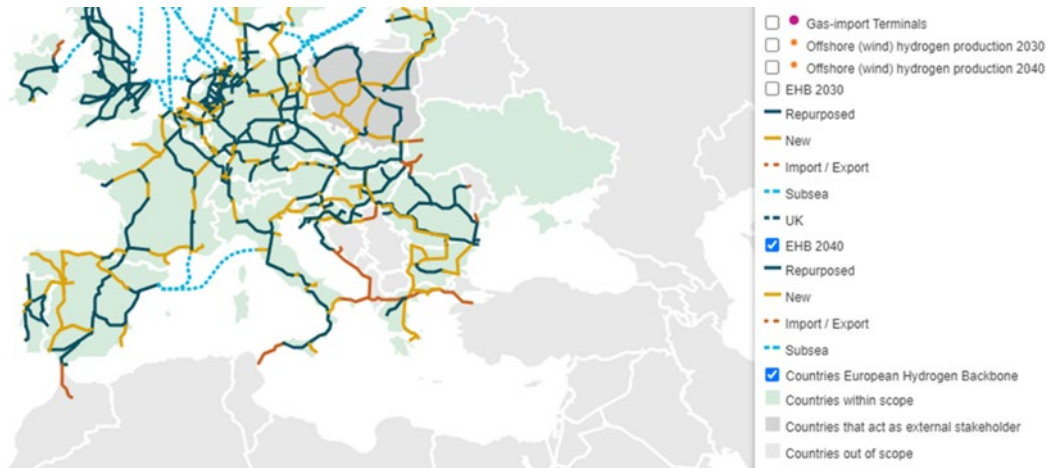 Gas-import Terminals
Offshore (wind) hydrogen production 2030
Offshore (wind) hydrogen production 2040
EHB 2030
Repurposed
New
Import / Export
Subsea
UK
EHB 2040
Repurposed
New
Import / Export
Subsea
Countries European Hydrogen Backbone
Countries within scope
Countries that act as external stakeholder
Countries out of scope